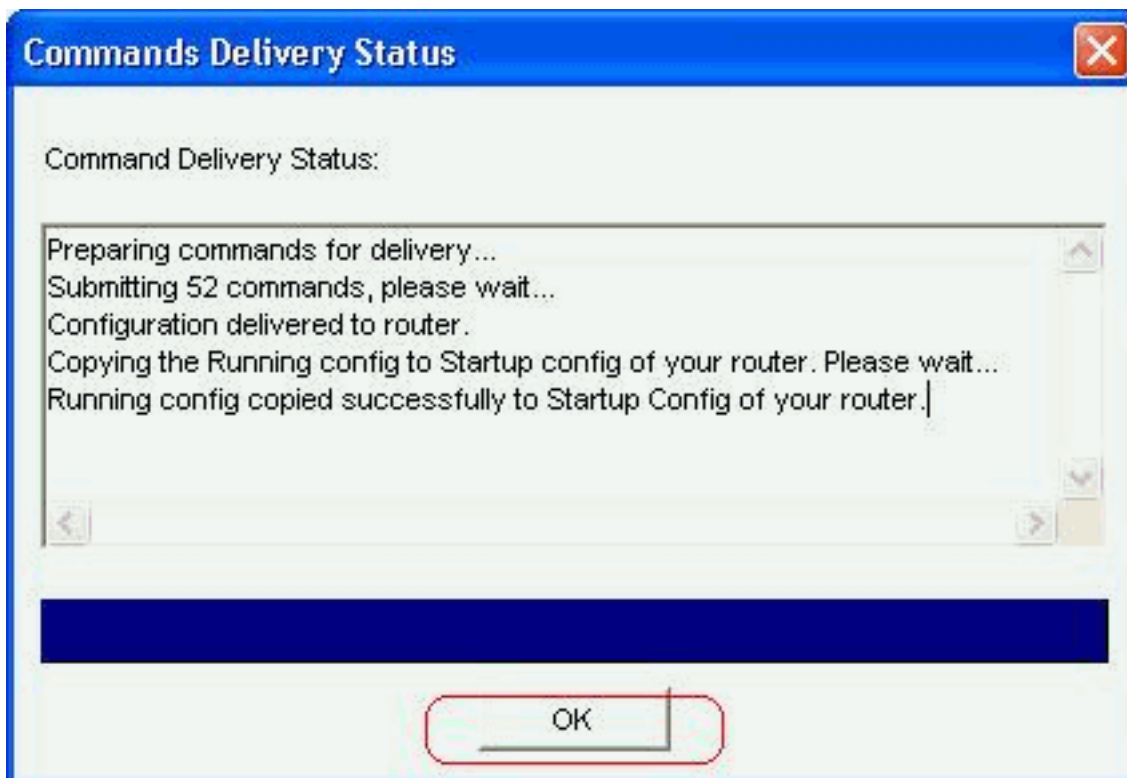 Commands Delivery Status
Command Delivery Status:
Preparing commands for delivery...
Submitting 52 commands, please wait...
Configuration delivered to router.
Copying the Running config to Startup config of your router. Please wait...
Running config copied successfully to Startup Config of your router.
OK